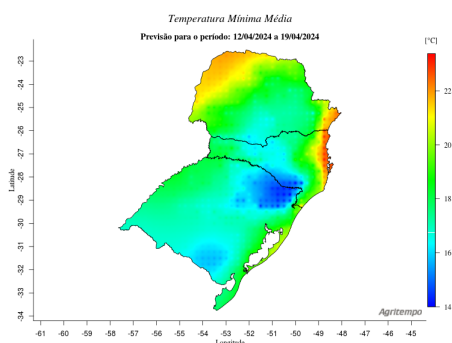 Temperatura Mínima Média
Previsão para o período: 12/04/2024 a 19/04/2024
[°C]
-23
-24
-25
-26
-27
-28
-29
-30
-31
-32
-33
-34
Latitude
22
20
18
16
14
Agritempo
-61 -60 -59 -58 -57 -56 -55 -54 -53 -52 -51 -50 -49 -48 -47 -46 -45
Longitude